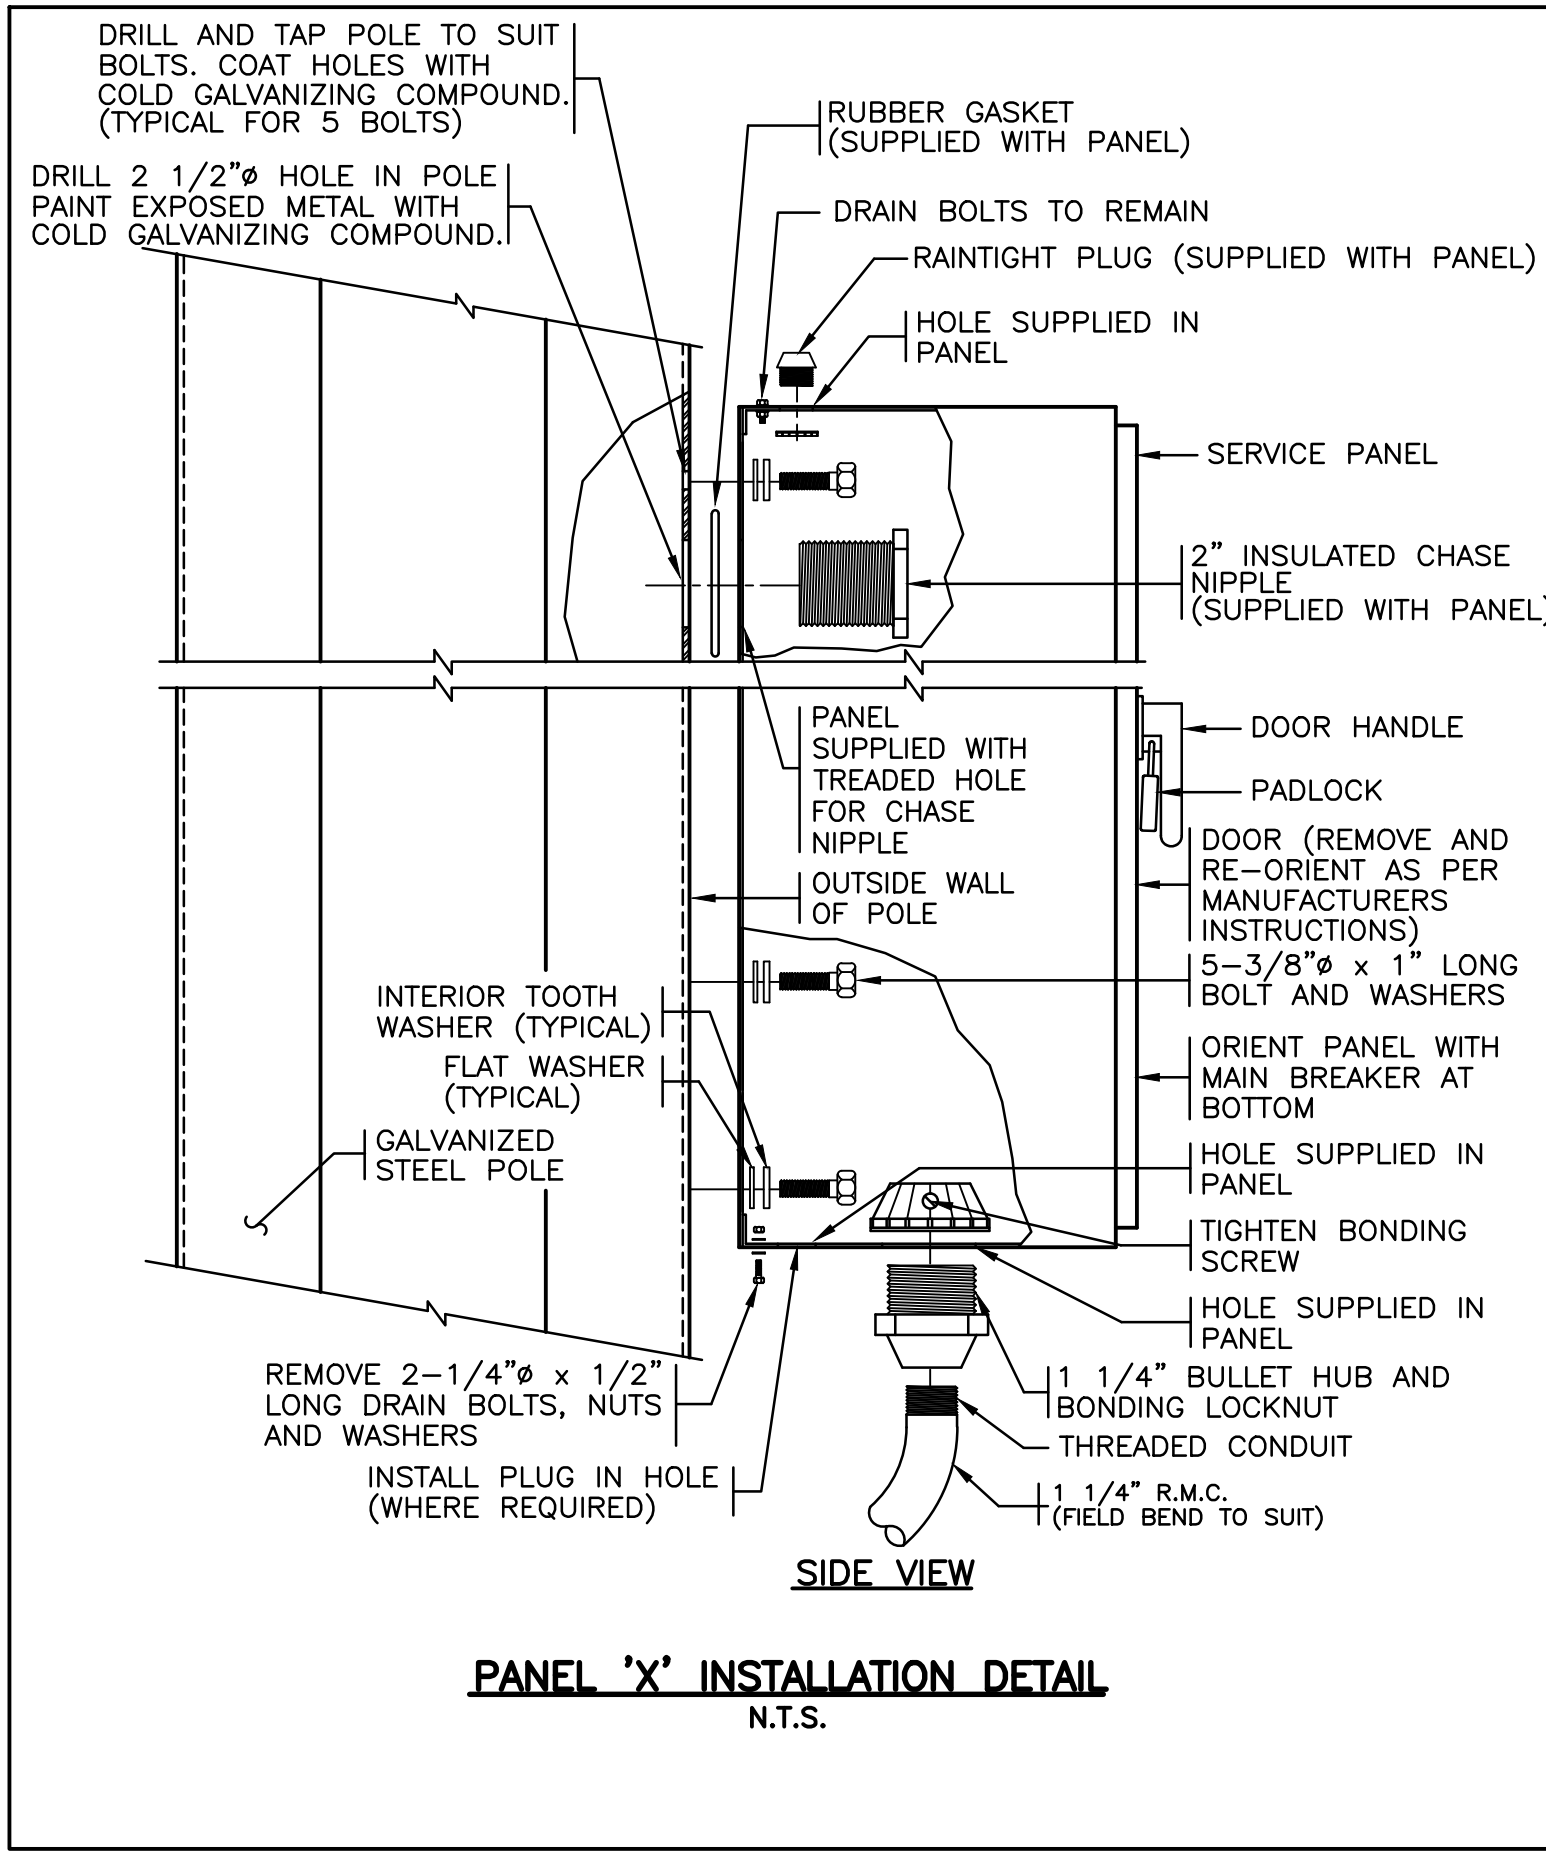 DRILL AND TAP POLE TO SUIT
BOLTS. COAT HOLES WITH
COLD GALVANIZING COMPOUND.
(TYPICAL FOR 5 BOLTS)
DRILL 2 1/2"ø HOLE IN POLE
PAINT EXPOSED METAL WITH
COLD GALVANIZING COMPOUND.
RUBBER GASKET
(SUPPLIED WITH PANEL)
DRAIN BOLTS TO REMAIN
RAINTIGHT PLUG (SUPPLIED WITH PANEL)
HOLE SUPPLIED IN
PANEL
SERVICE PANEL
2" INSULATED CHASE
NIPPLE
(SUPPLIED WITH PANEL)
PANEL
SUPPLIED WITH
TREADED HOLE
FOR CHASE
NIPPLE
DOOR HANDLE
PADLOCK
OUTSIDE WALL
OF POLE
DOOR (REMOVE AND
RE-ORIENT AS PER
MANUFACTURERS
INSTRUCTIONS)
5-3/8"ø x 1" LONG
BOLT AND WASHERS
INTERIOR TOOTH
WASHER (TYPICAL)
FLAT WASHER
(TYPICAL)
ORIENT PANEL WITH
MAIN BREAKER AT
BOTTOM
GALVANIZED
STEEL POLE
HOLE SUPPLIED IN
PANEL
TIGHTEN BONDING
SCREW
HOLE SUPPLIED IN
PANEL
REMOVE 2-1/4"ø x 1/2"
LONG DRAIN BOLTS, NUTS
AND WASHERS
1 1/4" BULLET HUB AND
BONDING LOCKNUT
THREADED CONDUIT
INSTALL PLUG IN HOLE
(WHERE REQUIRED)
1 1/4" R.M.C.
(FIELD BEND TO SUIT)
SIDE VIEW
PANEL 'X' INSTALLATION DETAIL
N.T.S.